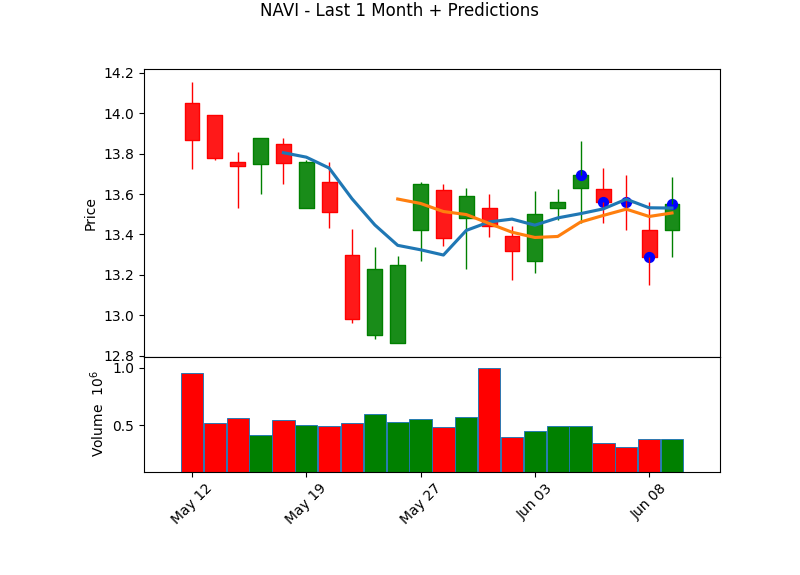 NAVI - Last 1 Month + Predictions
14.2
14.0
13.8
13.6
13.4
13.2
13.0
12.8
Price
1.0
0.5
Volume 10^6
May 12
May 19
May 27
Jun 03
Jun 08